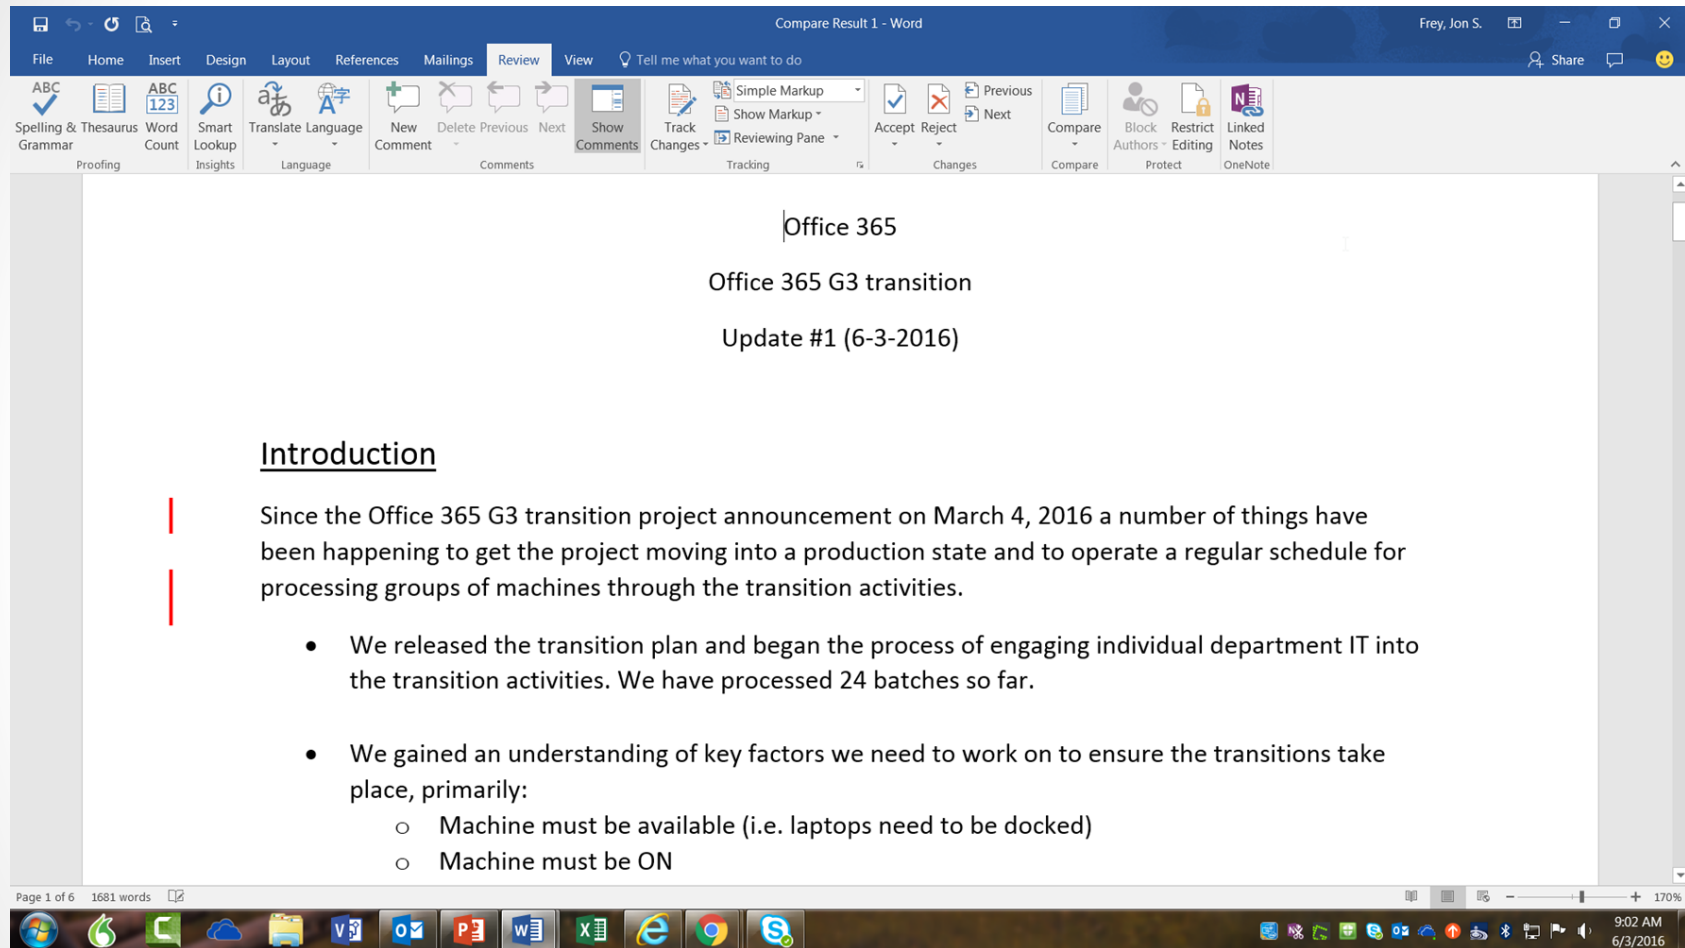 Compare Result 1 - Word
Frey, Jon S.
File Home Insert Design Layout References Mailings Review View Tell me what you want to do
Share
ABC Spelling & Grammar
Thesaurus
ABC 123 Word Count
Proofing
Smart Lookup
Insights
Translate
Language
Language
New Comment
Delete
Previous
Next
Show Comments
Comments
Track Changes
Simple Markup
Show Markup
Reviewing Pane
Tracking
Accept
Reject
Previous
Next
Changes
Compare
Compare
Block Authors
Restrict Editing
Protect
N
Linked Notes
OneNote
Office 365
Office 365 G3 transition
Update #1 (6-3-2016)
Introduction
Since the Office 365 G3 transition project announcement on March 4, 2016 a number of things have
been happening to get the project moving into a production state and to operate a regular schedule for
processing groups of machines through the transition activities.
• We released the transition plan and began the process of engaging individual department IT into
the transition activities. We have processed 24 batches so far.
• We gained an understanding of key factors we need to work on to ensure the transitions take
place, primarily:
o Machine must be available (i.e. laptops need to be docked)
o Machine must be ON
Page 1 of 6 1681 words
170%
9:02 AM
6/3/2016